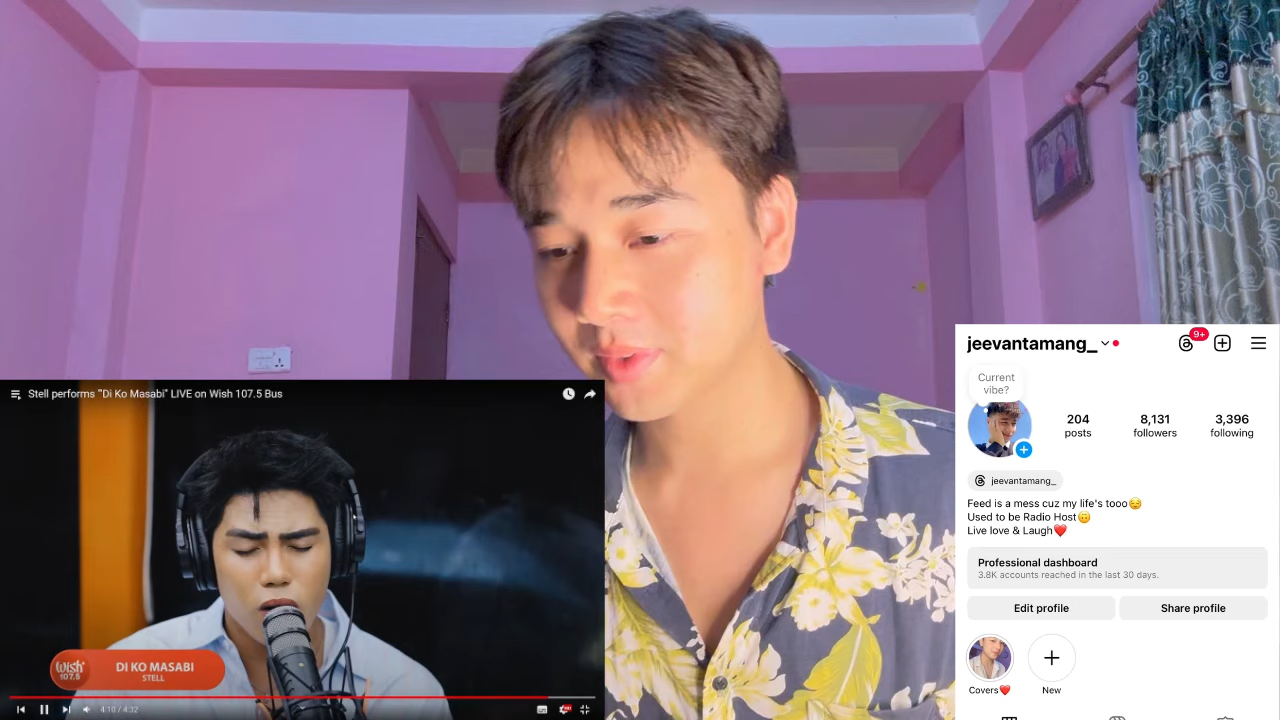 Stell performs "Di Ko Masabi" LIVE on Wish 107.5 Bus
wish
107.5
DI KO MASABI
STELL
4:10 / 4:32
HD
jeevantamang_
9+
Current
vibe?
204
posts
8,131
followers
3,396
following
jeevantamang_
Feed is a mess cuz my life's tooo😌
Used to be Radio Host🙃
Live love & Laugh❤️
Professional dashboard
3.8K accounts reached in the last 30 days.
Edit profile
Share profile
Covers❤️
New